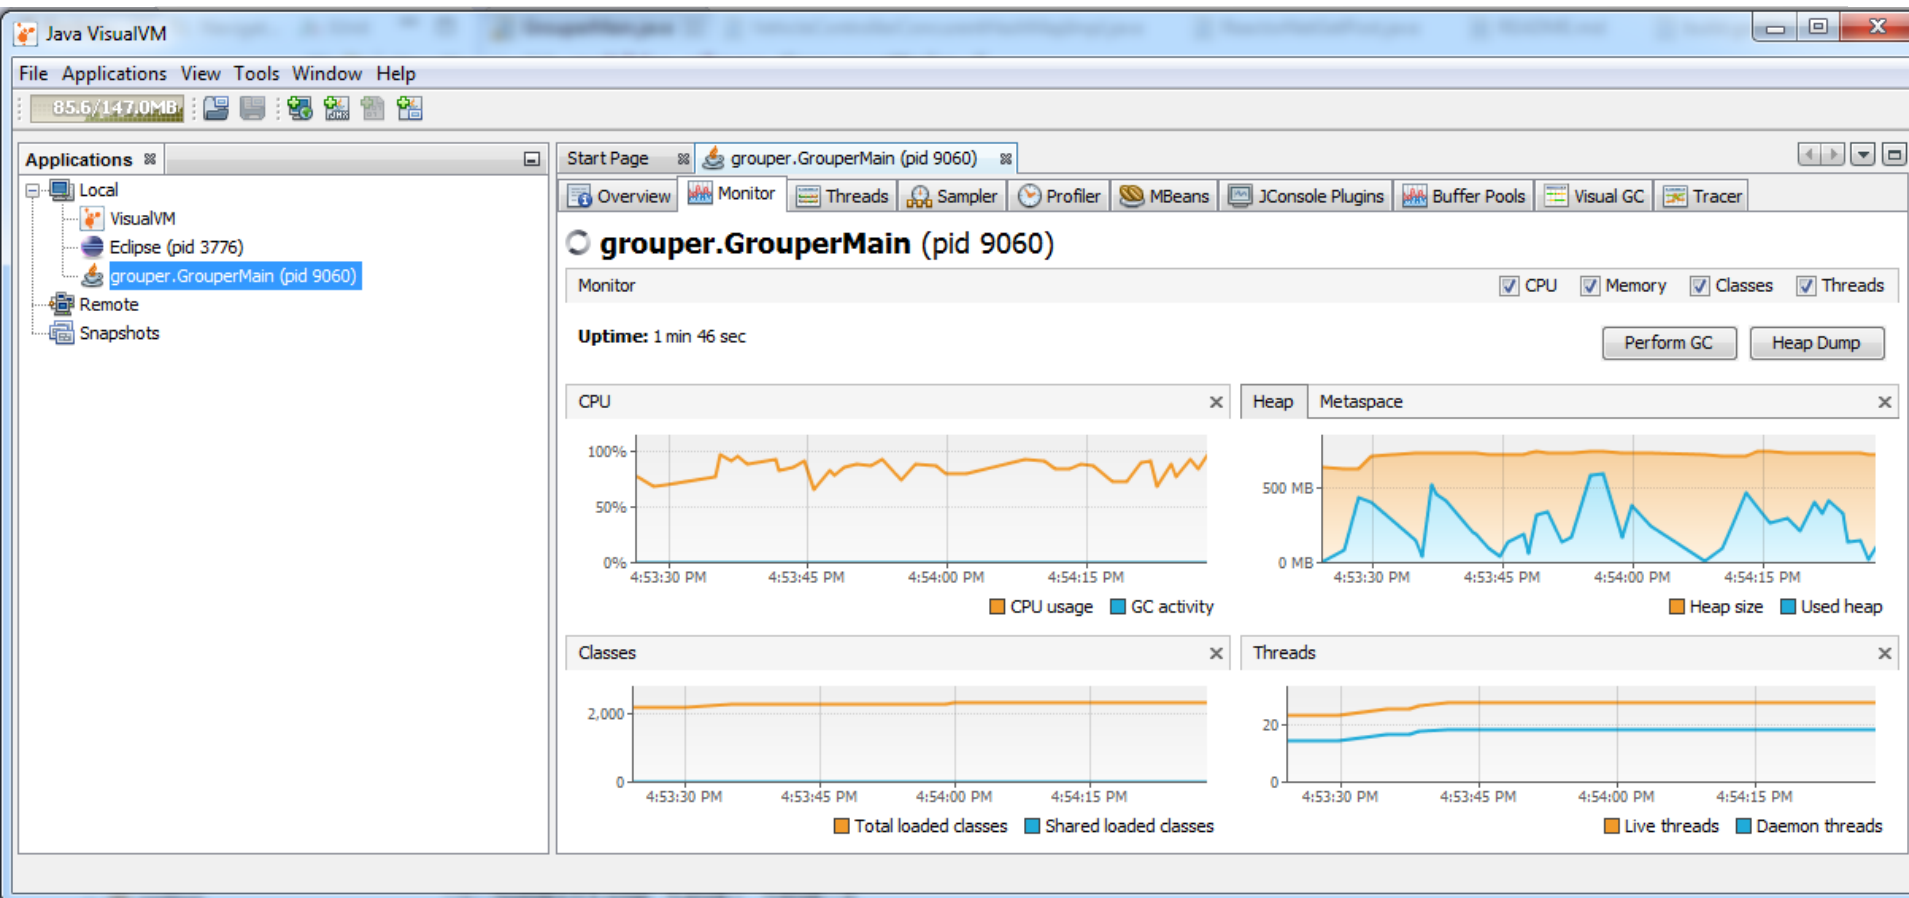 Java VisualVM
File Applications View Tools Window Help
85.6/147.0MB
Applications
Local
VisualVM
Eclipse (pid 3776)
grouper.GrouperMain (pid 9060)
Remote
Snapshots
Start Page grouper.GrouperMain (pid 9060)
Overview Monitor Threads Sampler Profiler MBeans JConsole Plugins Buffer Pools Visual GC Tracer
grouper.GrouperMain (pid 9060)
Monitor CPU Memory Classes Threads
Uptime: 1 min 46 sec
Perform GC Heap Dump
CPU
100%
50%
0%
4:53:30 PM 4:53:45 PM 4:54:00 PM 4:54:15 PM
CPU usage GC activity
Heap Metaspace
500 MB
0 MB
4:53:30 PM 4:53:45 PM 4:54:00 PM 4:54:15 PM
Heap size Used heap
Classes
2,000
0
4:53:30 PM 4:53:45 PM 4:54:00 PM 4:54:15 PM
Total loaded classes Shared loaded classes
Threads
20
0
4:53:30 PM 4:53:45 PM 4:54:00 PM 4:54:15 PM
Live threads Daemon threads